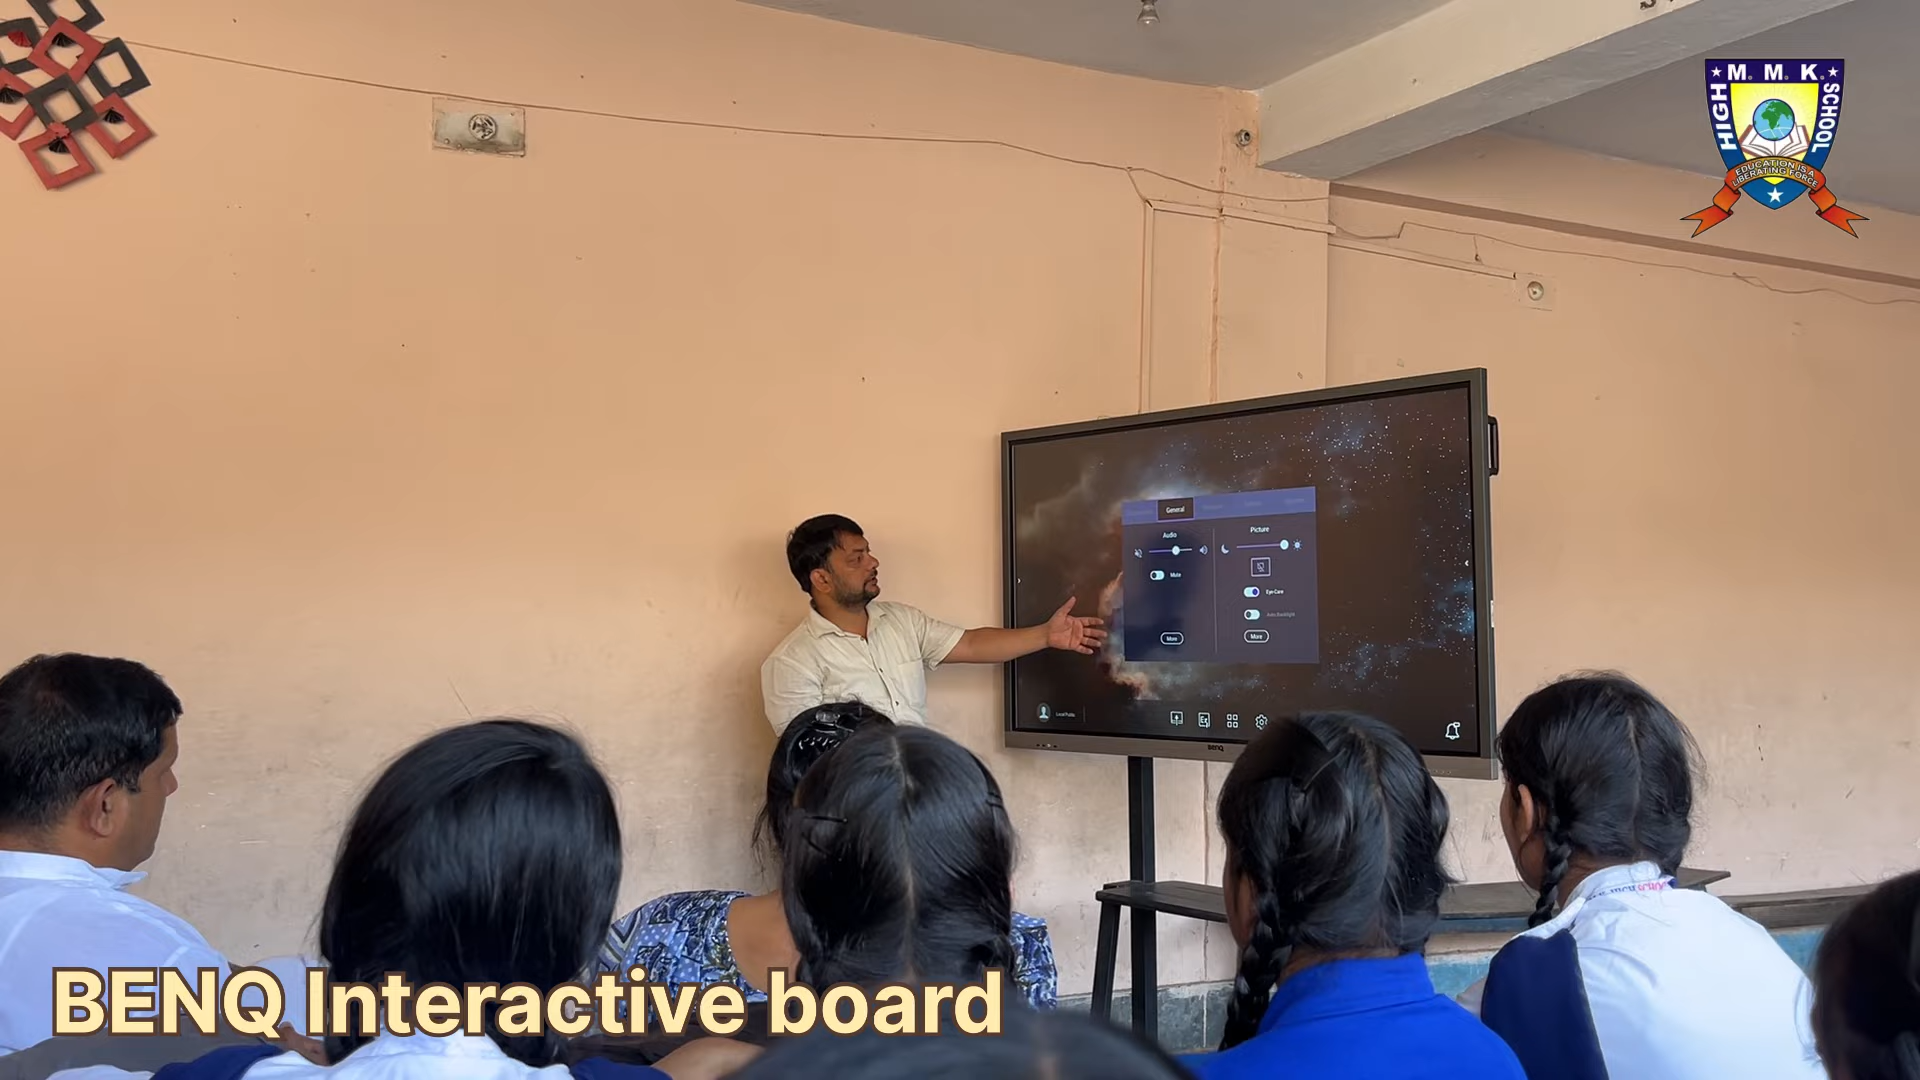 M. M. K.
HIGH
SCHOOL
EDUCATION IS A
LIBERATING FORCE
General
Audio
Picture
Mute
Eye-Care
More
More
BenQ
BENQ Interactive board